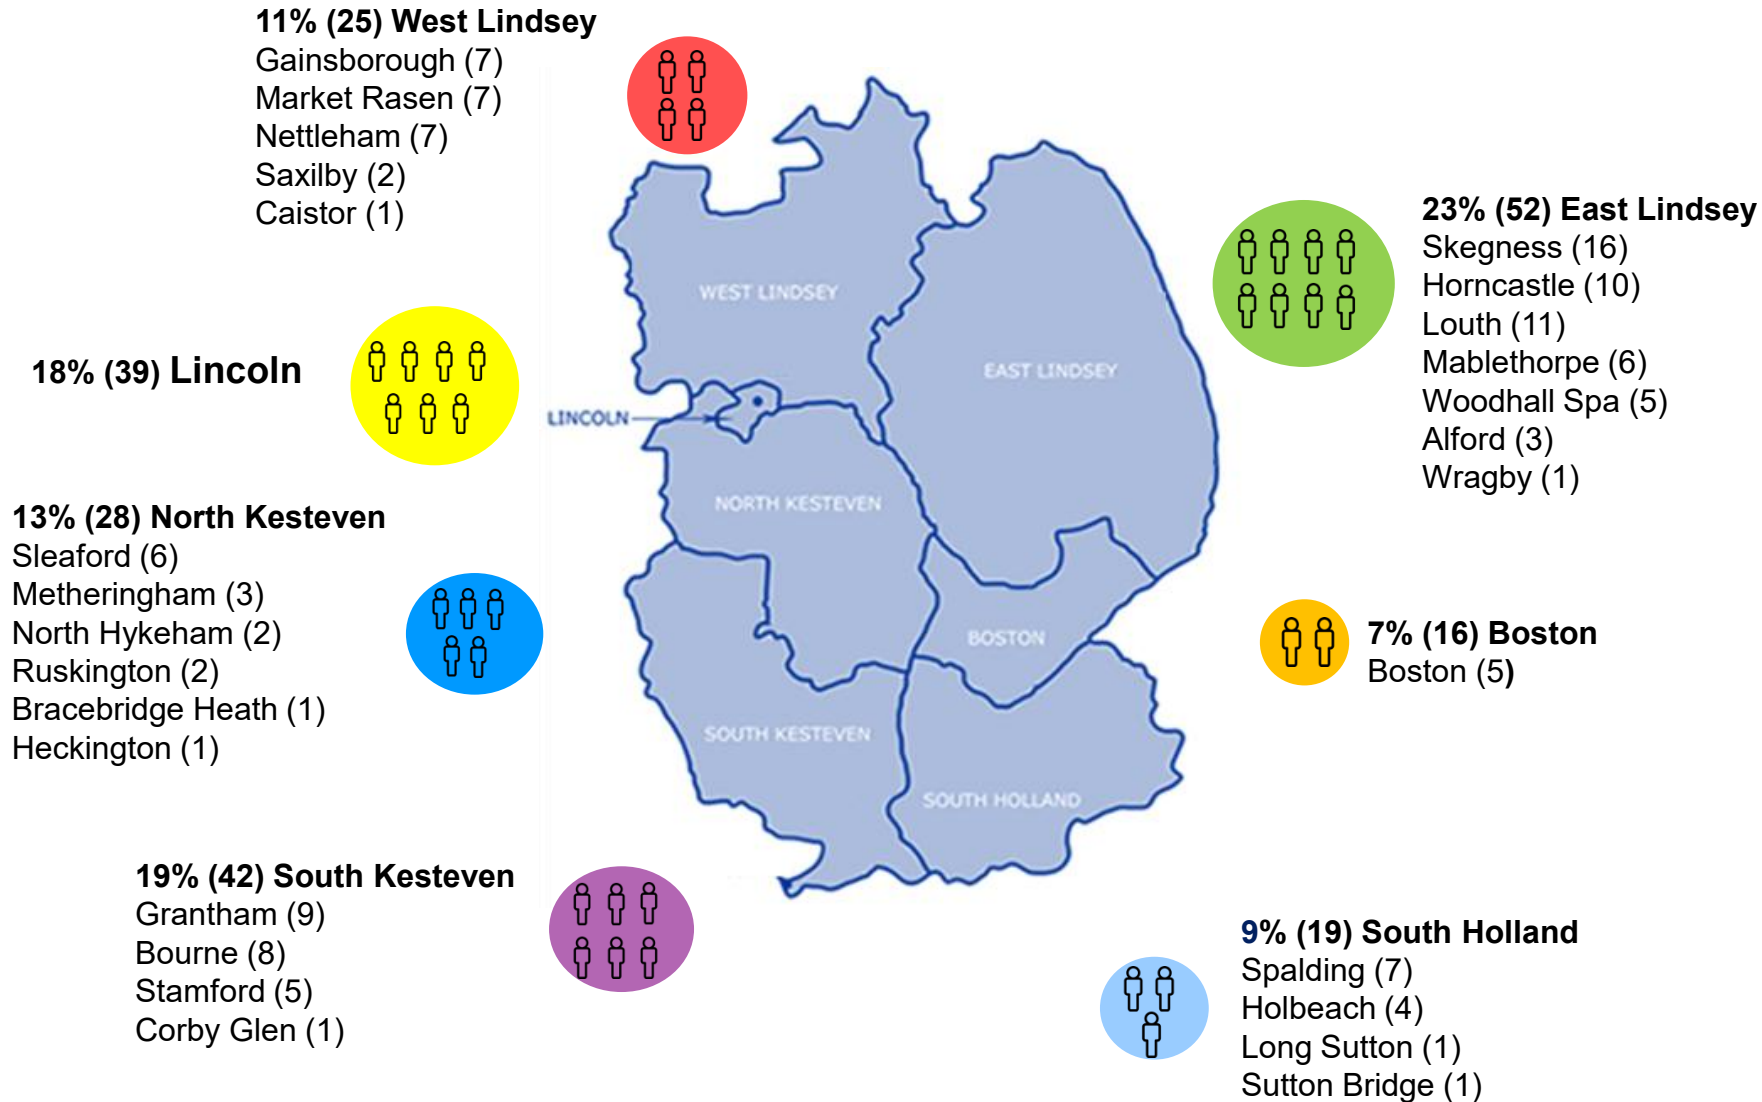 11% (25) West Lindsey
Gainsborough (7)
Market Rasen (7)
Nettleham (7)
Saxilby (2)
Caistor (1)
23% (52) East Lindsey
Skegness (16)
Horncastle (10)
Louth (11)
Mablethorpe (6)
Woodhall Spa (5)
Alford (3)
Wragby (1)
18% (39) Lincoln
13% (28) North Kesteven
Sleaford (6)
Metheringham (3)
North Hykeham (2)
Ruskington (2)
Bracebridge Heath (1)
Heckington (1)
7% (16) Boston
Boston (5)
19% (42) South Kesteven
Grantham (9)
Bourne (8)
Stamford (5)
Corby Glen (1)
9% (19) South Holland
Spalding (7)
Holbeach (4)
Long Sutton (1)
Sutton Bridge (1)
WEST LINDSEY
EAST LINDSEY
LINCOLN
NORTH KESTEVEN
BOSTON
SOUTH KESTEVEN
SOUTH HOLLAND